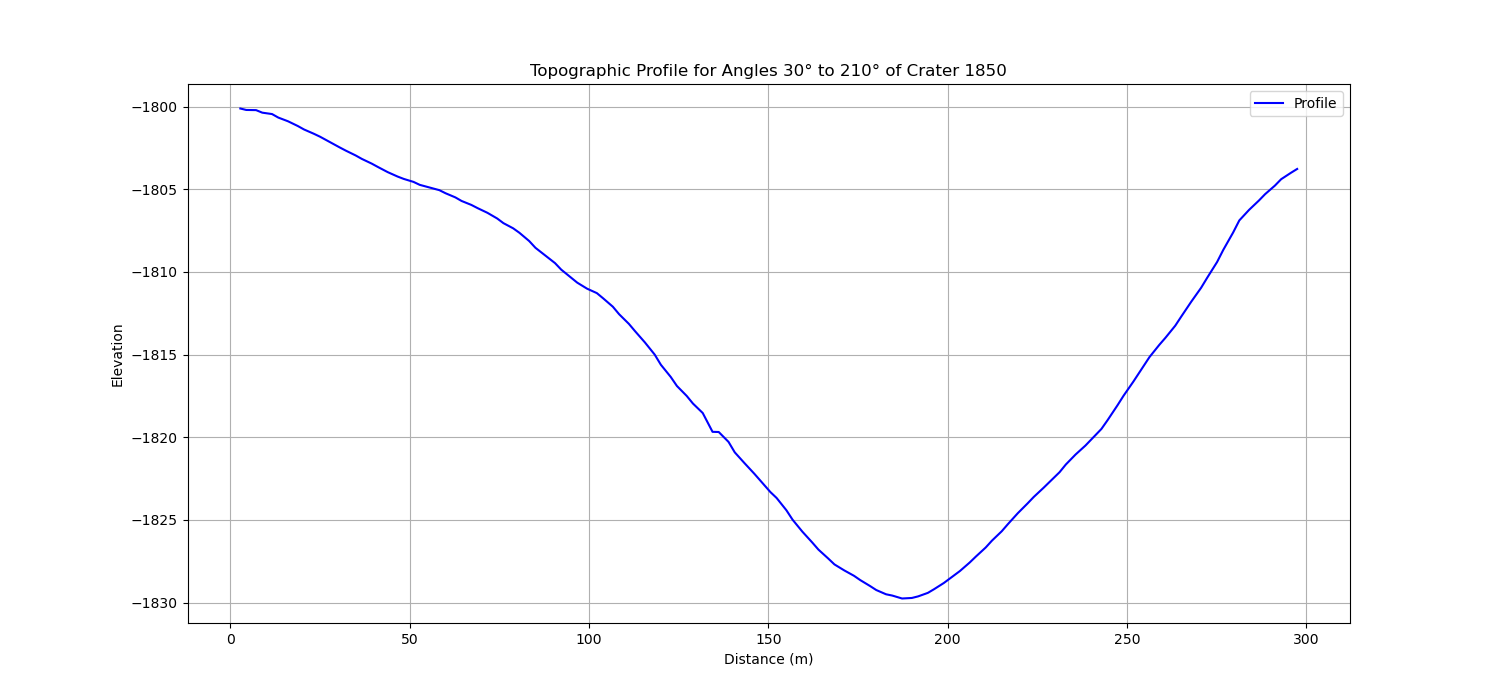 Topographic Profile for Angles 30° to 210° of Crater 1850
Profile
−1800
−1805
−1810
−1815
−1820
−1825
−1830
Elevation
0 50 100 150 200 250 300
Distance (m)